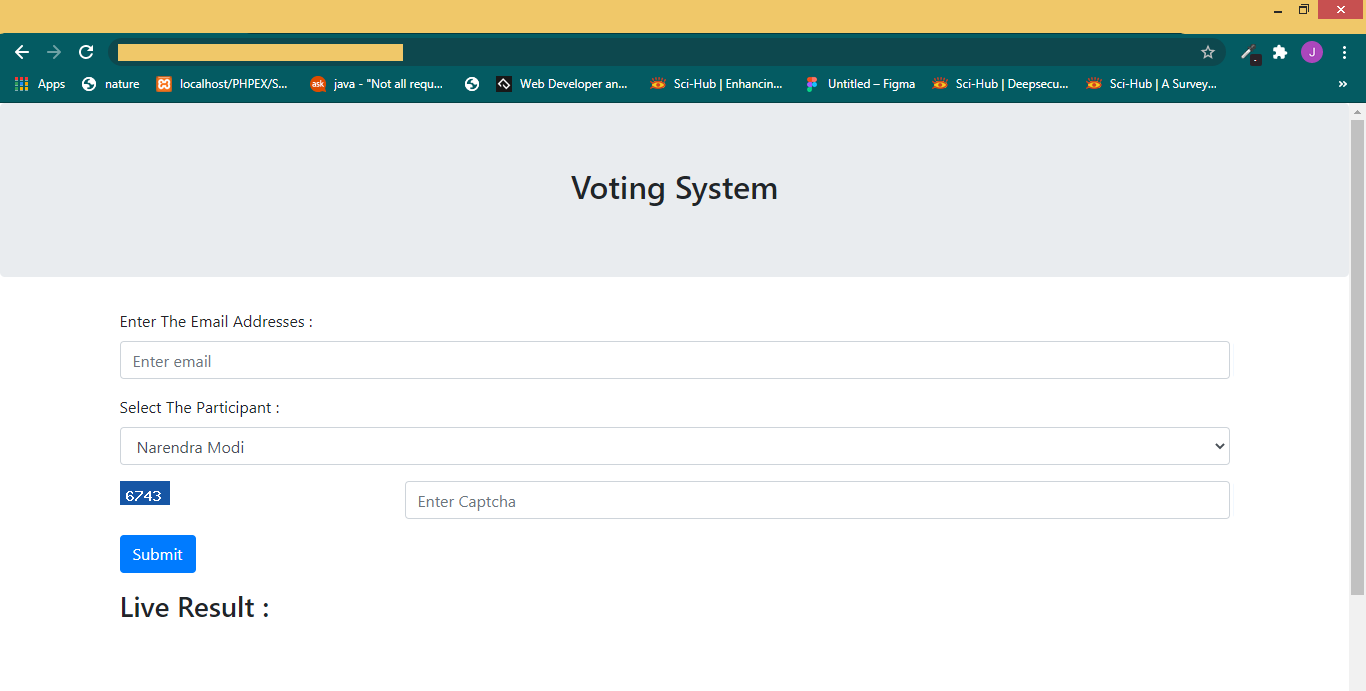 J
Apps nature localhost/PHPEX/S... ask java - "Not all requ... Web Developer an... Sci-Hub | Enhancin... Untitled – Figma Sci-Hub | Deepsecu... Sci-Hub | A Survey... »
Voting System
Enter The Email Addresses :
Enter email
Select The Participant :
Narendra Modi
6743 Enter Captcha
Submit
Live Result :